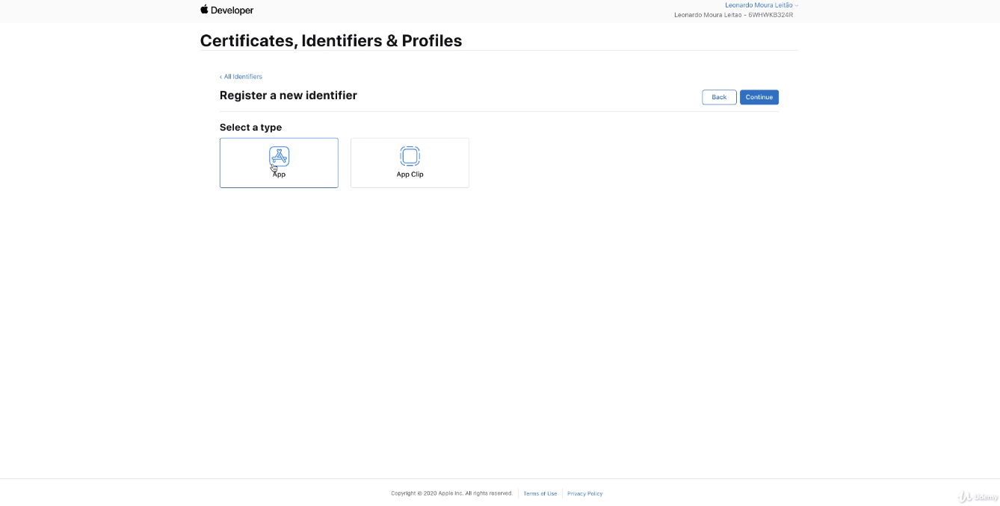 Developer
Leonardo Moura Leitão
Leonardo Moura Leitao - 6WHWKB324R
Certificates, Identifiers & Profiles
‹ All Identifiers
Register a new identifier
Back
Continue
Select a type
App
App Clip
Copyright © 2020 Apple Inc. All rights reserved.
Terms of Use
Privacy Policy
Udemy